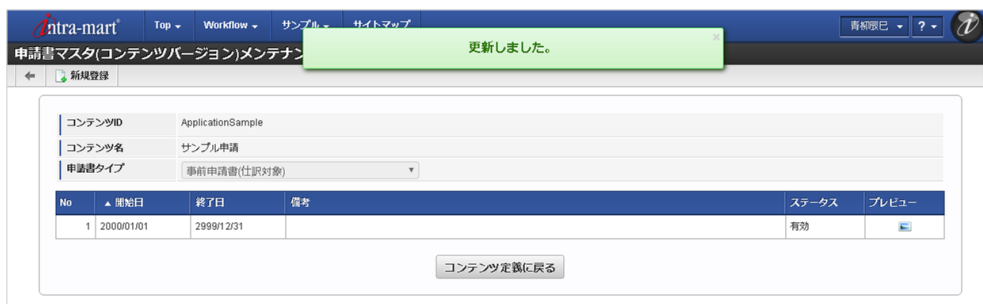 intra-mart® Top Workflow サンプル サイトマップ 青柳辰巳 ?
更新しました。 ×
申請書マスタ(コンテンツバージョン)メンテナン
新規登録
コンテンツID ApplicationSample
コンテンツ名 サンプル申請
申請書タイプ 事前申請書(仕訳対象)
No ▲ 開始日 終了日 備考 ステータス プレビュー
1 2000/01/01 2999/12/31 有効
コンテンツ定義に戻る